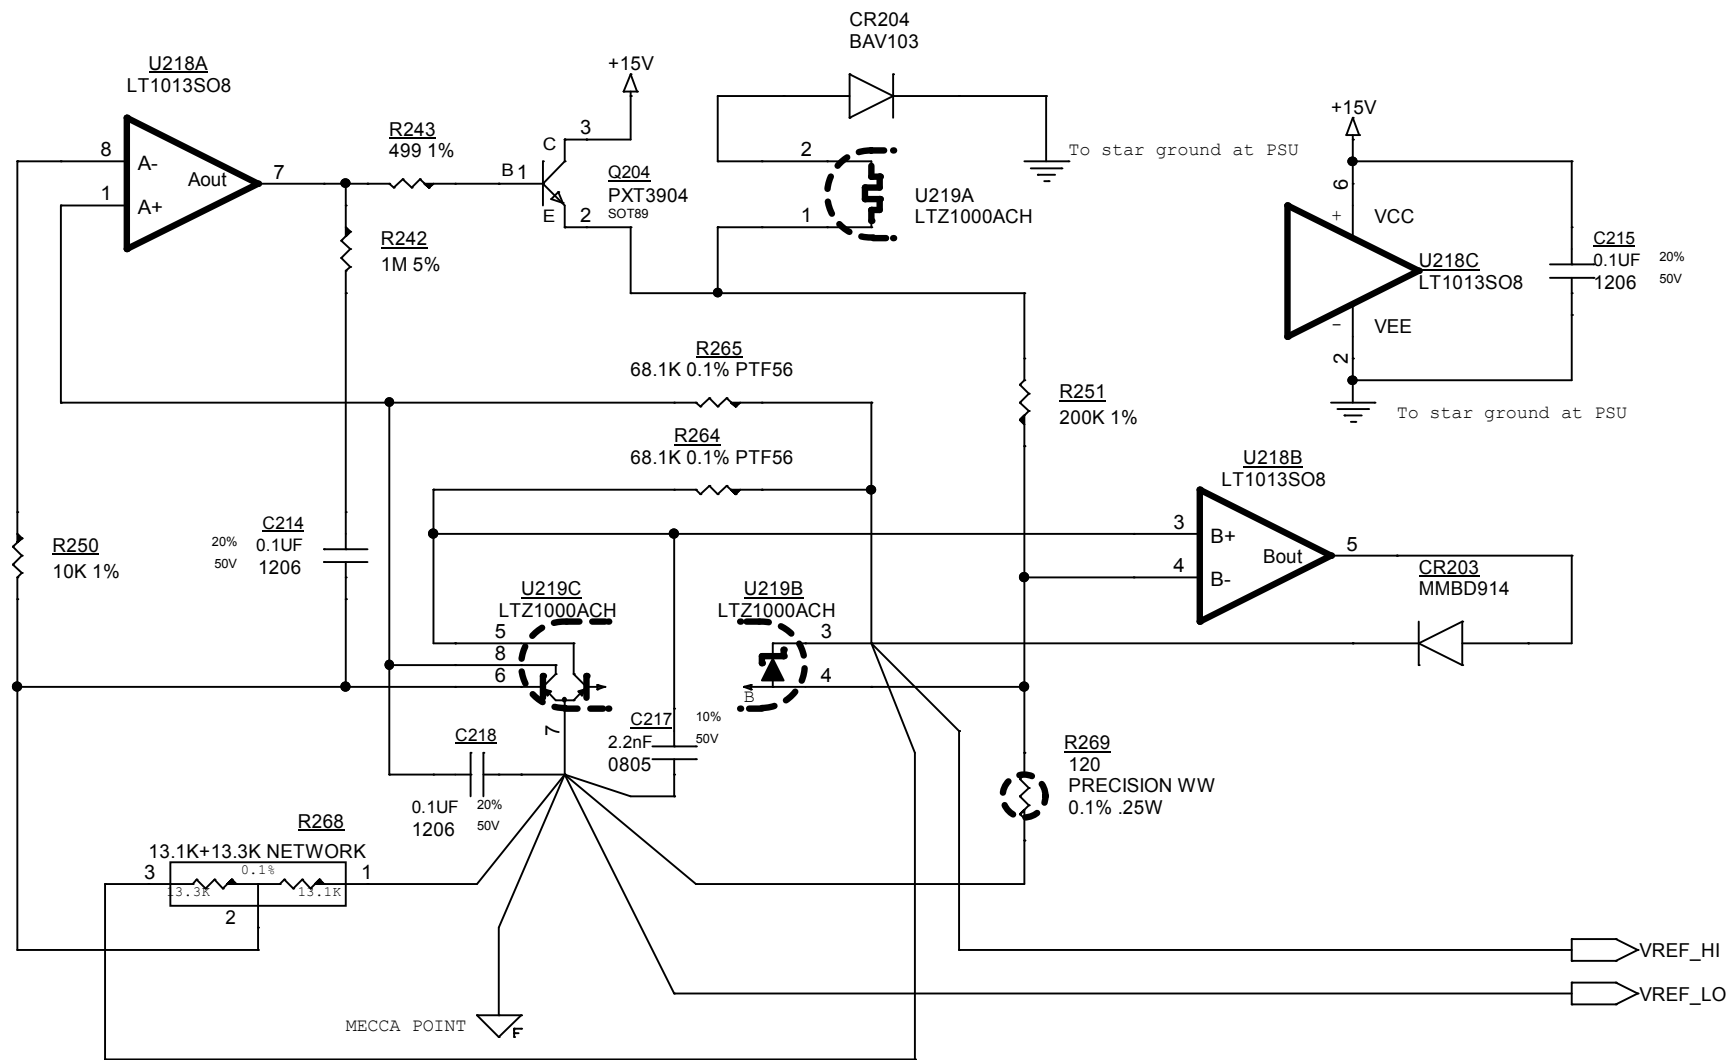 CR204
BAV103
U218A
LT1013SO8
+15V
8
A-
1
A+
Aout
7
R243
499 1%
C
3
B
1
E
2
Q204
PXT3904
SOT89
R242
1M 5%
2
1
U219A
LTZ1000ACH
To star ground at PSU
+15V
6
+
VCC
U218C
LT1013SO8
C215
0.1UF
20%
1206
50V
−
VEE
2
To star ground at PSU
R265
68.1K 0.1% PTF56
R264
68.1K 0.1% PTF56
R251
200K 1%
U218B
LT1013SO8
3
B+
4
B-
Bout
5
CR203
MMBD914
R250
10K 1%
C214
20%
0.1UF
50V
1206
U219C
LTZ1000ACH
5
8
6
7
U219B
LTZ1000ACH
3
4
B
C218
0.1UF
20%
1206
50V
C217
10%
2.2nF
50V
0805
R269
120
PRECISION WW
0.1% .25W
R268
13.1K+13.3K NETWORK
3
0.1%
1
13.3K
13.1K
2
VREF_HI
VREF_LO
MECCA POINT
F